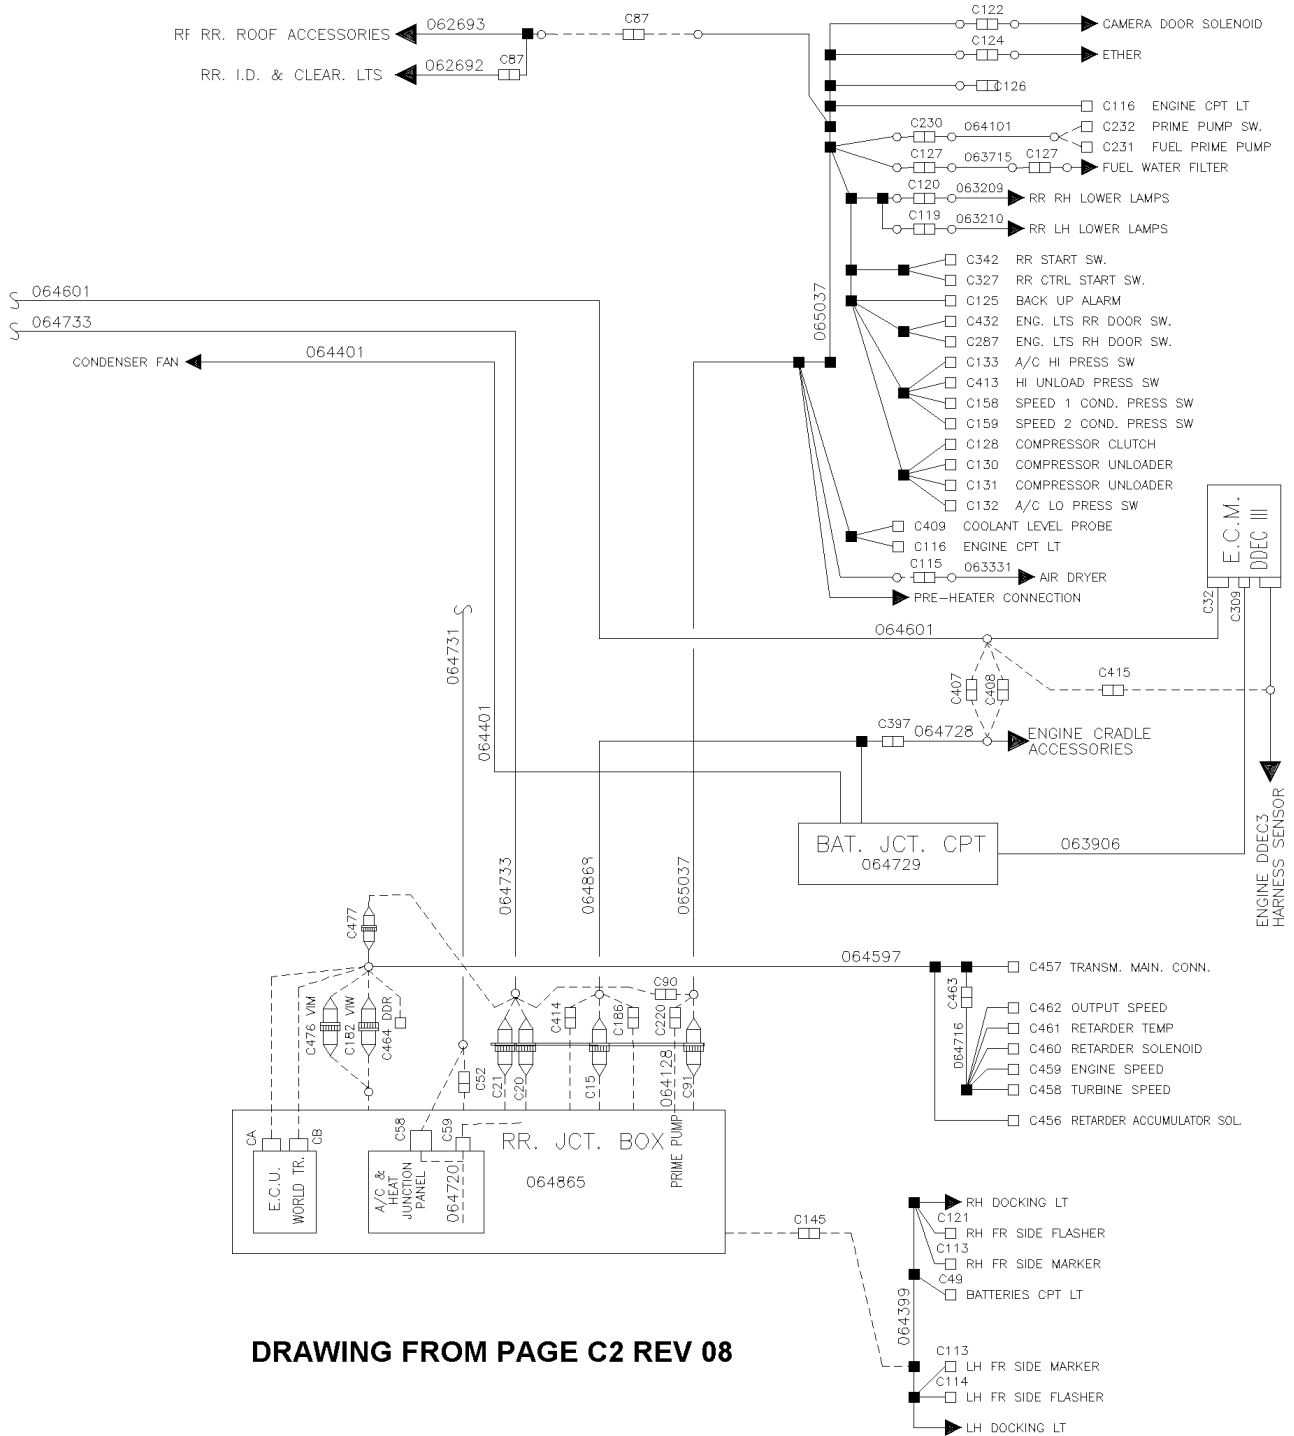 C122
CAMERA DOOR SOLENOID
062693
C87
RR. ROOF ACCESSORIES
C124
ETHER
062692
C87
RR. I.D. & CLEAR. LTS
C126
C116 ENGINE CPT LT
C230
064101
C232 PRIME PUMP SW.
C231 FUEL PRIME PUMP
C127
063715
C127
FUEL WATER FILTER
C120
063209
RR RH LOWER LAMPS
C119
063210
RR LH LOWER LAMPS
C342 RR START SW.
C327 RR CTRL START SW.
064601
065037
C125 BACK UP ALARM
064733
C432 ENG. LTS RR DOOR SW.
C287 ENG. LTS RH DOOR SW.
064401
CONDENSER FAN
C133 A/C HI PRESS SW
C413 HI UNLOAD PRESS SW
C158 SPEED 1 COND. PRESS SW
C159 SPEED 2 COND. PRESS SW
C128 COMPRESSOR CLUTCH
C130 COMPRESSOR UNLOADER
C131 COMPRESSOR UNLOADER
C132 A/C LO PRESS SW
C409 COOLANT LEVEL PROBE
C116 ENGINE CPT LT
C115
063331
AIR DRYER
PRE-HEATER CONNECTION
E.C.M.
DDEC III
C32
C309
064601
064731
C407
C408
C415
064401
C397
064728
ENGINE CRADLE
ACCESSORIES
BAT. JCT. CPT
064729
063906
ENGINE DDEC3
HARNESS SENSOR
064733
064869
065037
C477
064597
C457 TRANSM. MAIN. CONN.
C463
C476 VIM
C182 VIW
C464 DDR
C90
C414
C186
C220
C462 OUTPUT SPEED
C461 RETARDER TEMP
064716
C460 RETARDER SOLENOID
C459 ENGINE SPEED
C458 TURBINE SPEED
C52
C21
C20
C15
064128
C91
C456 RETARDER ACCUMULATOR SOL.
CA
CB
C58
C59
RR. JCT. BOX
064865
PRIME PUMP
E.C.U.
WORLD TR.
A/C &
HEAT
JUNCTION
PANEL
064720
C145
RH DOCKING LT
C121
RH FR SIDE FLASHER
C113
RH FR SIDE MARKER
C49
BATTERIES CPT LT
064399
DRAWING FROM PAGE C2 REV 08
C113
LH FR SIDE MARKER
C114
LH FR SIDE FLASHER
LH DOCKING LT